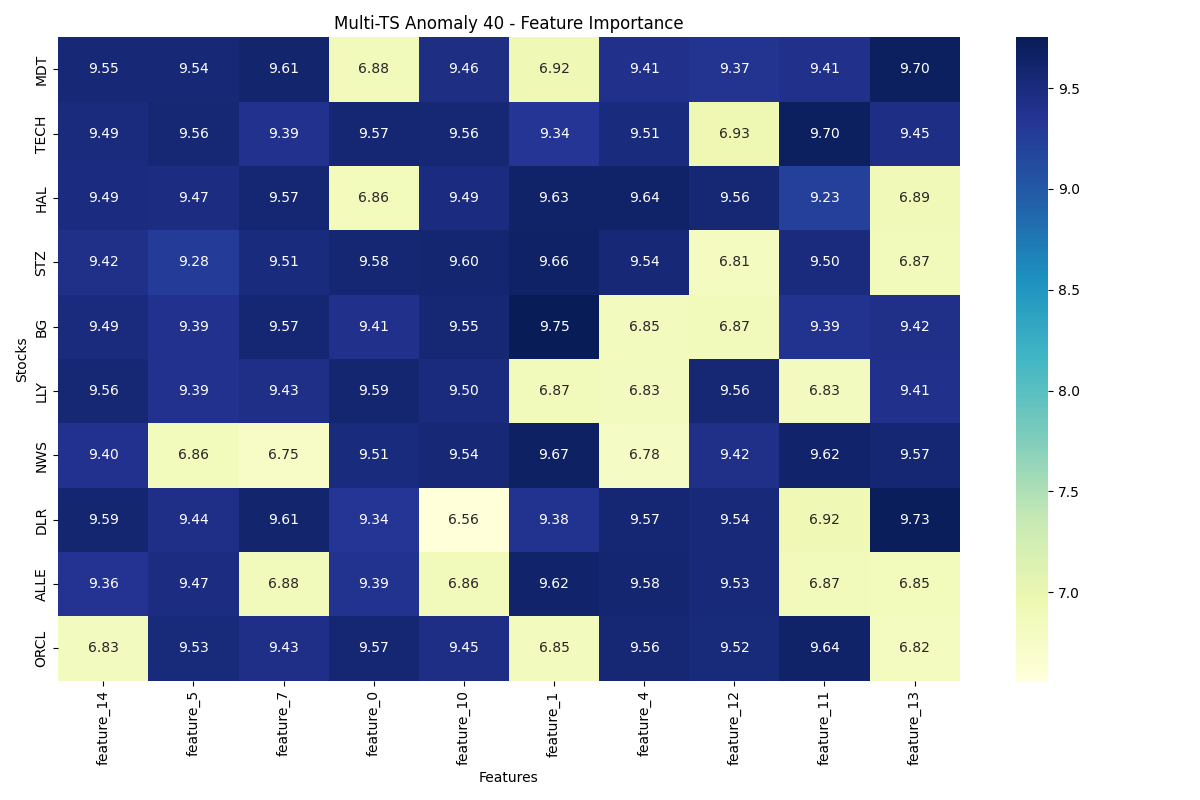 Multi-TS Anomaly 40 - Feature Importance
Stocks
MDT 9.55 9.54 9.61 6.88 9.46 6.92 9.41 9.37 9.41 9.70
TECH 9.49 9.56 9.39 9.57 9.56 9.34 9.51 6.93 9.70 9.45
HAL 9.49 9.47 9.57 6.86 9.49 9.63 9.64 9.56 9.23 6.89
STZ 9.42 9.28 9.51 9.58 9.60 9.66 9.54 6.81 9.50 6.87
BG 9.49 9.39 9.57 9.41 9.55 9.75 6.85 6.87 9.39 9.42
LLY 9.56 9.39 9.43 9.59 9.50 6.87 6.83 9.56 6.83 9.41
NWS 9.40 6.86 6.75 9.51 9.54 9.67 6.78 9.42 9.62 9.57
DLR 9.59 9.44 9.61 9.34 6.56 9.38 9.57 9.54 6.92 9.73
ALLE 9.36 9.47 6.88 9.39 6.86 9.62 9.58 9.53 6.87 6.85
ORCL 6.83 9.53 9.43 9.57 9.45 6.85 9.56 9.52 9.64 6.82
feature_14 feature_5 feature_7 feature_0 feature_10 feature_1 feature_4 feature_12 feature_11 feature_13
Features
9.5
9.0
8.5
8.0
7.5
7.0